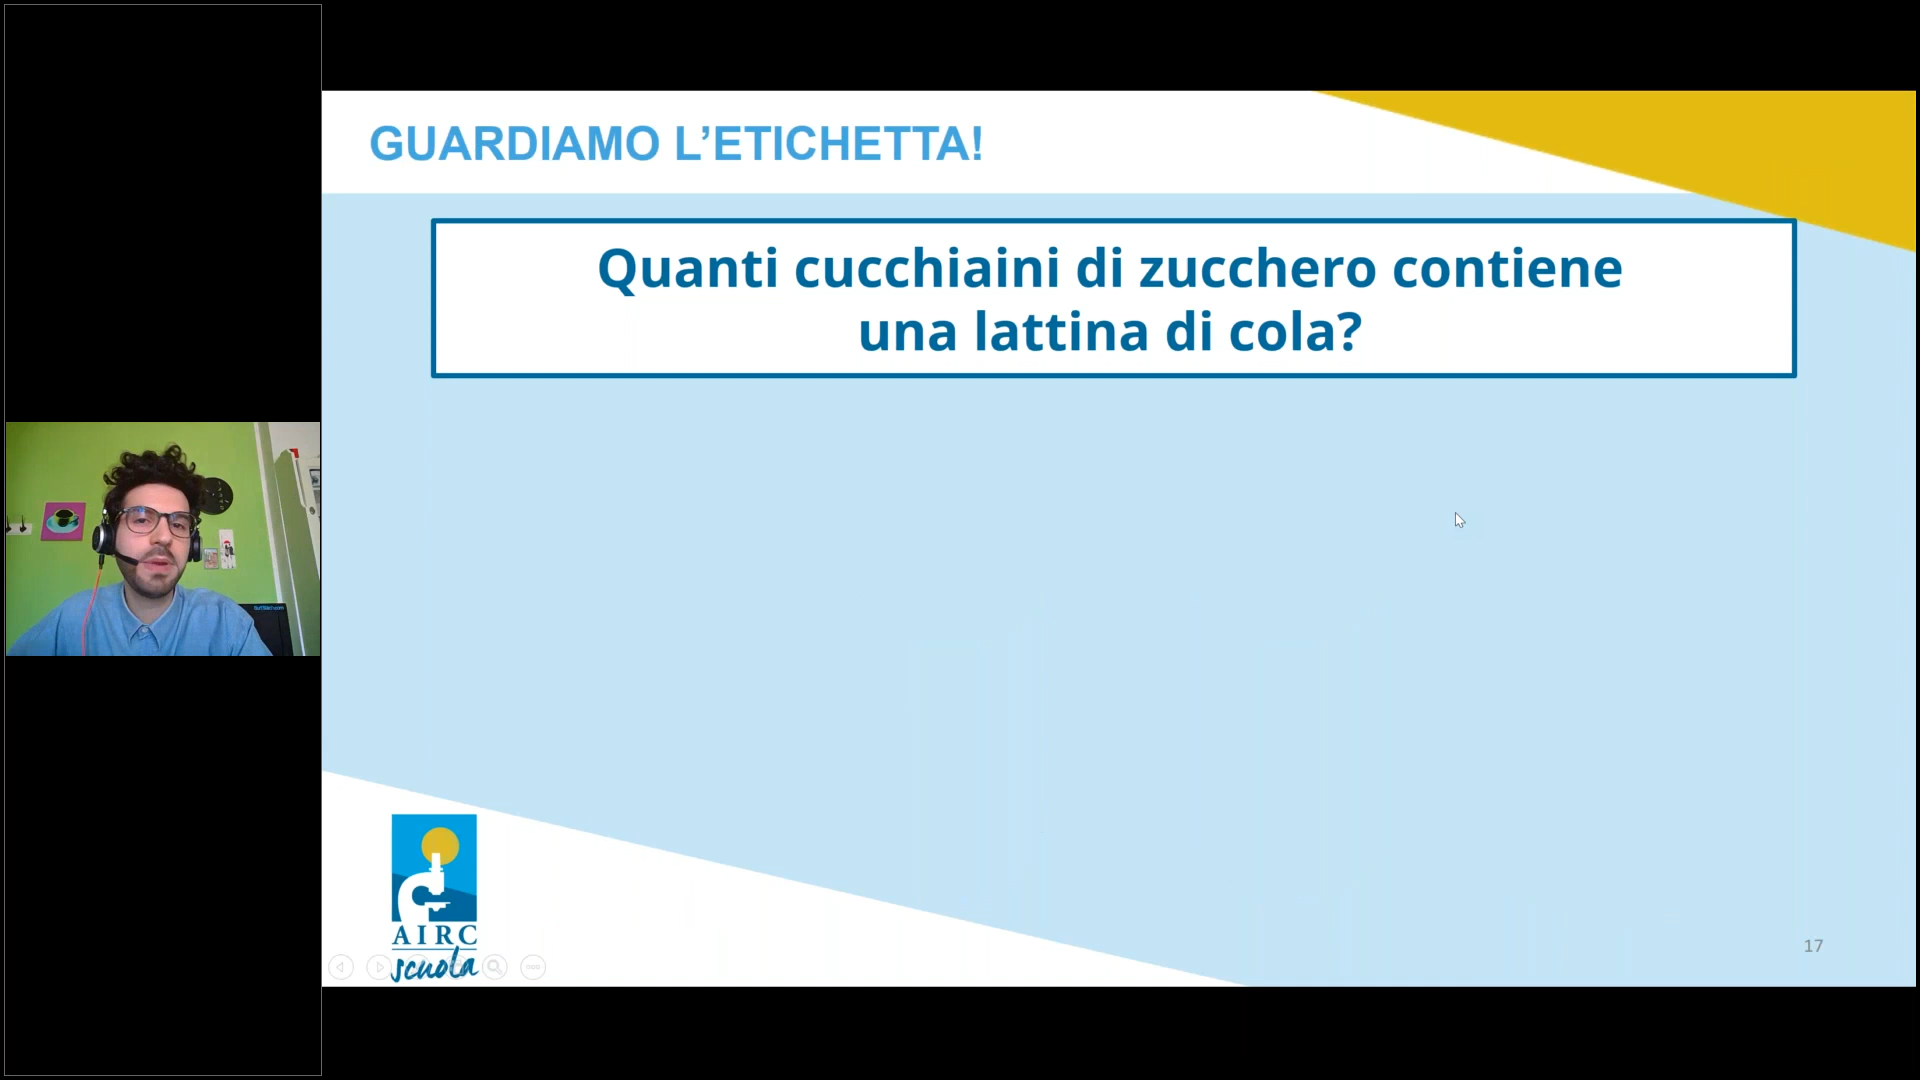 GUARDIAMO L’ETICHETTA!
Quanti cucchiaini di zucchero contiene
una lattina di cola?
AIRC
scuola
17